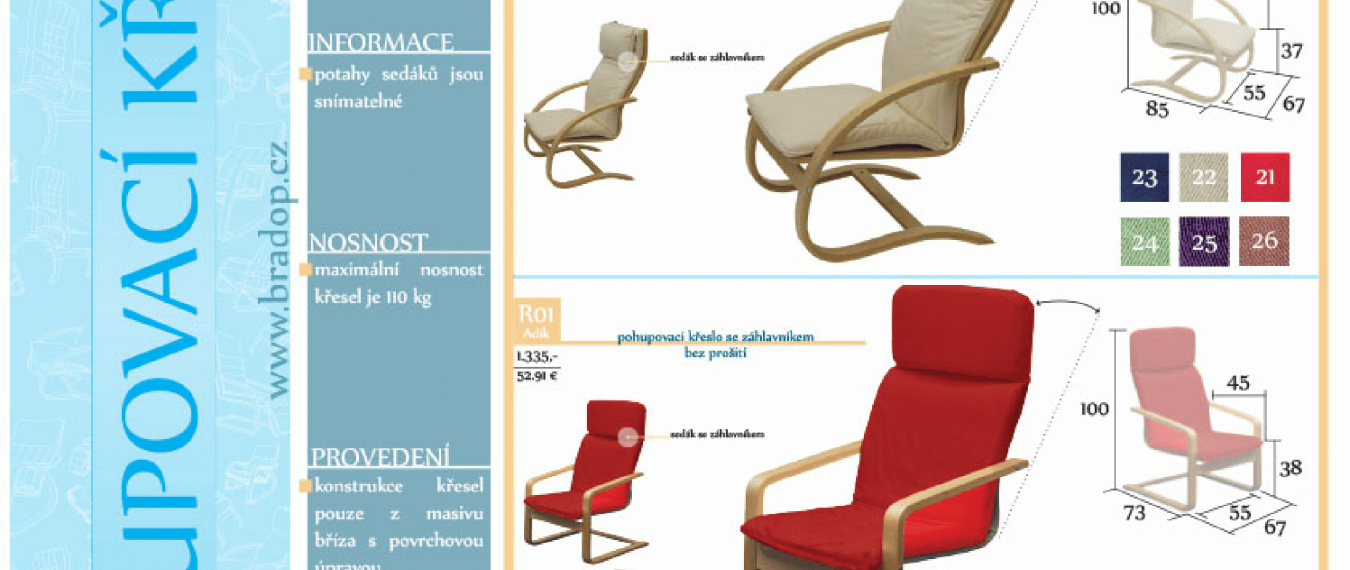 UPOVACÍ KŘ
www.bradop.cz
INFORMACE
potahy sedáků jsou
snímatelné
NOSNOST
maximální nosnost
křesel je 110 kg
PROVEDENÍ
konstrukce křesel
pouze z masivu
bříza s povrchovou
úpravou
sedák se záhlavníkem
100
37
55
85
67
23
22
21
24
25
26
R01
Adik
1.335,-
52.91 €
pohupovací křeslo se záhlavníkem
bez prošití
sedák se záhlavníkem
45
100
38
73
55
67